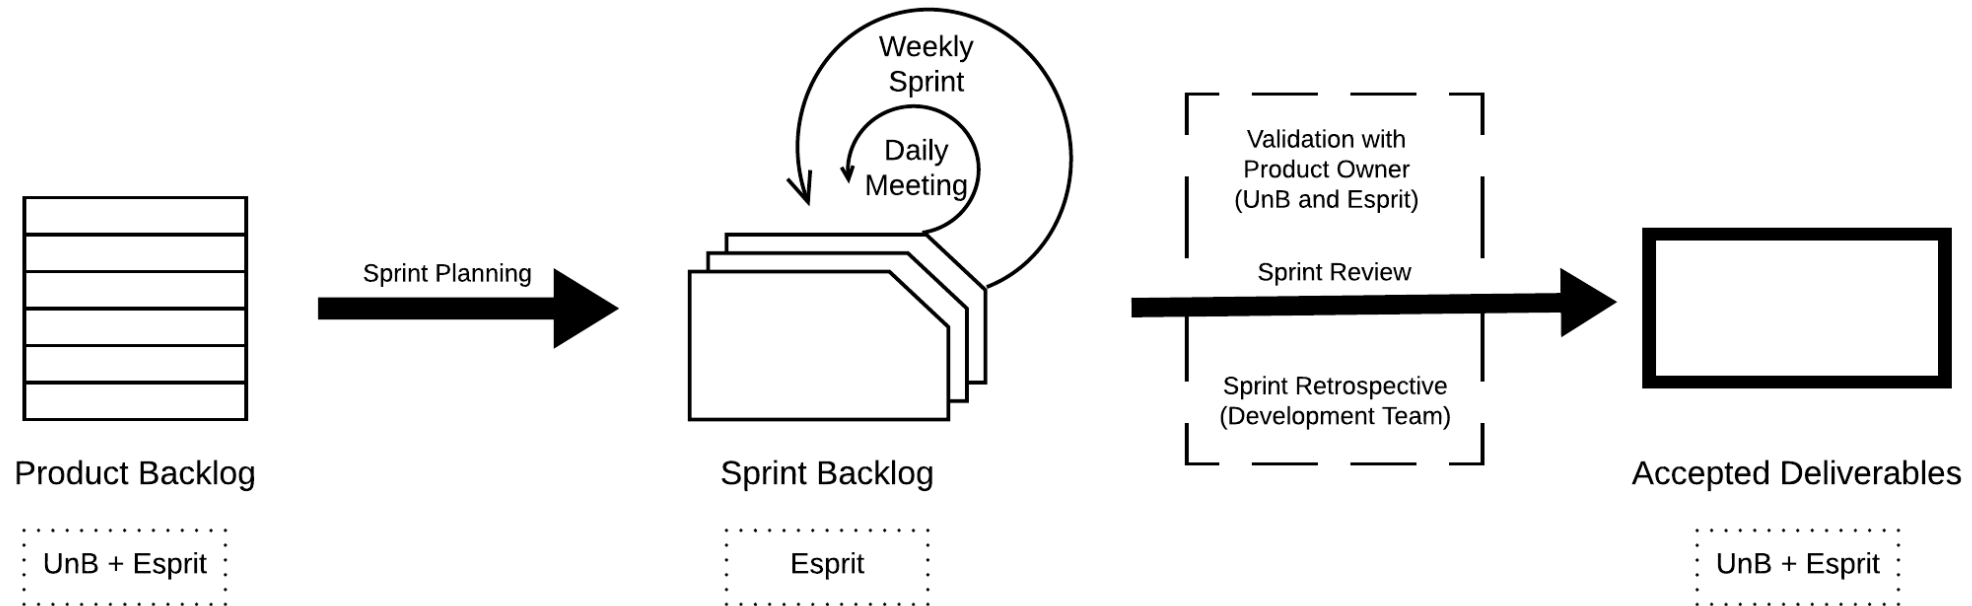 Weekly
Sprint
Daily
Meeting
Validation with
Product Owner
(UnB and Esprit)
Sprint Planning
Sprint Review
Sprint Retrospective
(Development Team)
Product Backlog
Sprint Backlog
Accepted Deliverables
UnB + Esprit
Esprit
UnB + Esprit